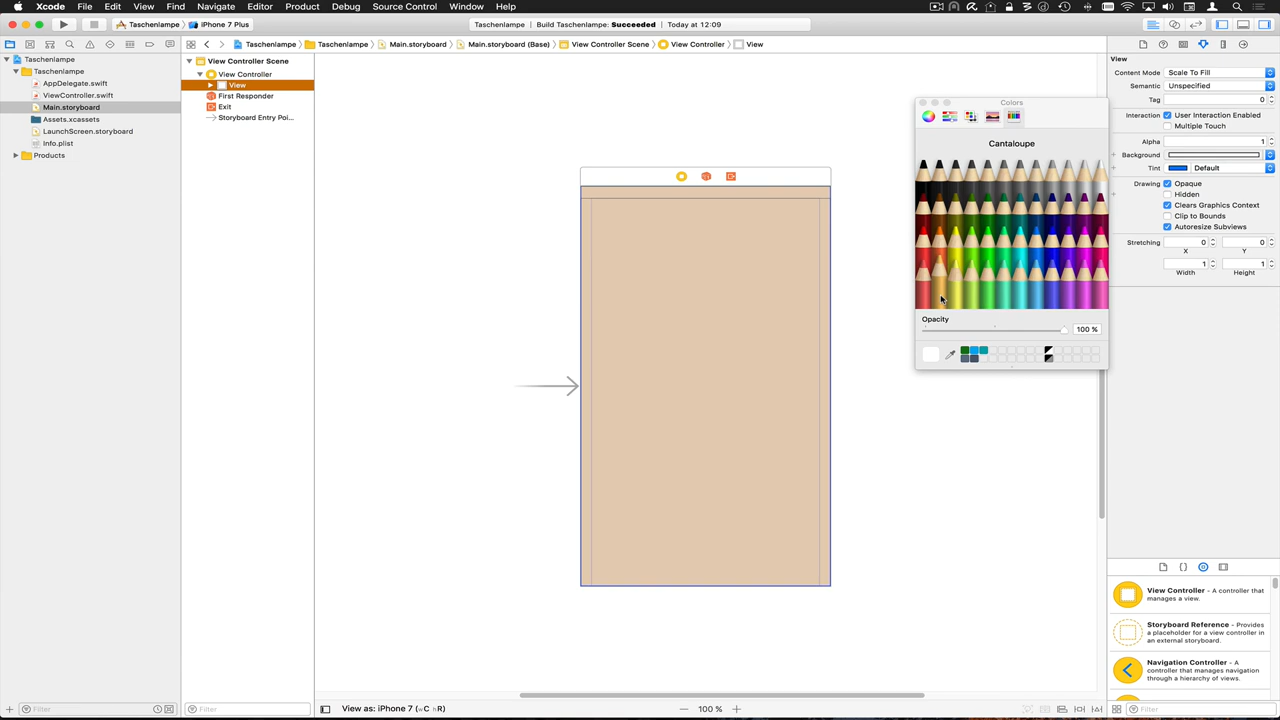 Xcode File Edit View Find Navigate Editor Product Debug Source Control Window Help
Taschenlampe iPhone 7 Plus
Taschenlampe | Build Taschenlampe: Succeeded | Today at 12:09
Taschenlampe Taschenlampe Main.storyboard Main.storyboard (Base) View Controller Scene View Controller View
Taschenlampe
Taschenlampe
AppDelegate.swift
ViewController.swift
Main.storyboard
Assets.xcassets
LaunchScreen.storyboard
Info.plist
Products
Filter
View Controller Scene
View Controller
View
First Responder
Exit
Storyboard Entry Poi...
Filter
View as: iPhone 7 (wC hR)
100 %
Colors
Cantaloupe
Opacity
100 %
View
Content Mode Scale To Fill
Semantic Unspecified
Tag 0
Interaction User Interaction Enabled
Multiple Touch
Alpha 1
Background
Tint Default
Drawing Opaque
Hidden
Clears Graphics Context
Clip to Bounds
Autoresize Subviews
Stretching 0 0
X Y
1 1
Width Height
View Controller - A controller that
manages a view.
Storyboard Reference - Provides
a placeholder for a view controller in
an external storyboard.
Navigation Controller - A
controller that manages navigation
through a hierarchy of views.
Filter